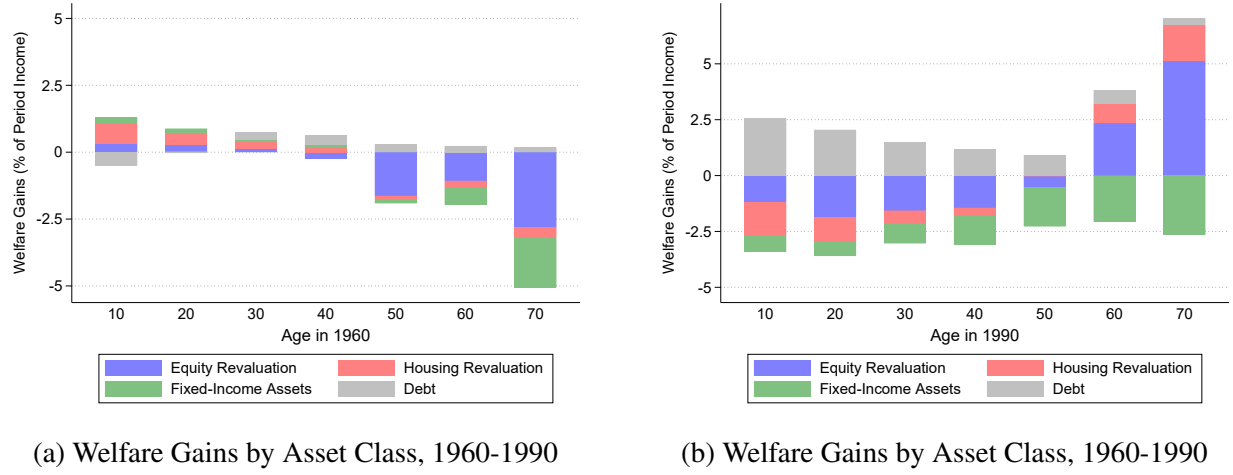 Welfare Gains (% of Period Income)
5
2.5
0
-2.5
-5
10 20 30 40 50 60 70
Age in 1960
Equity Revaluation Housing Revaluation
Fixed-Income Assets Debt
(a) Welfare Gains by Asset Class, 1960-1990
Welfare Gains (% of Period Income)
5
2.5
0
-2.5
-5
10 20 30 40 50 60 70
Age in 1990
Equity Revaluation Housing Revaluation
Fixed-Income Assets Debt
(b) Welfare Gains by Asset Class, 1960-1990